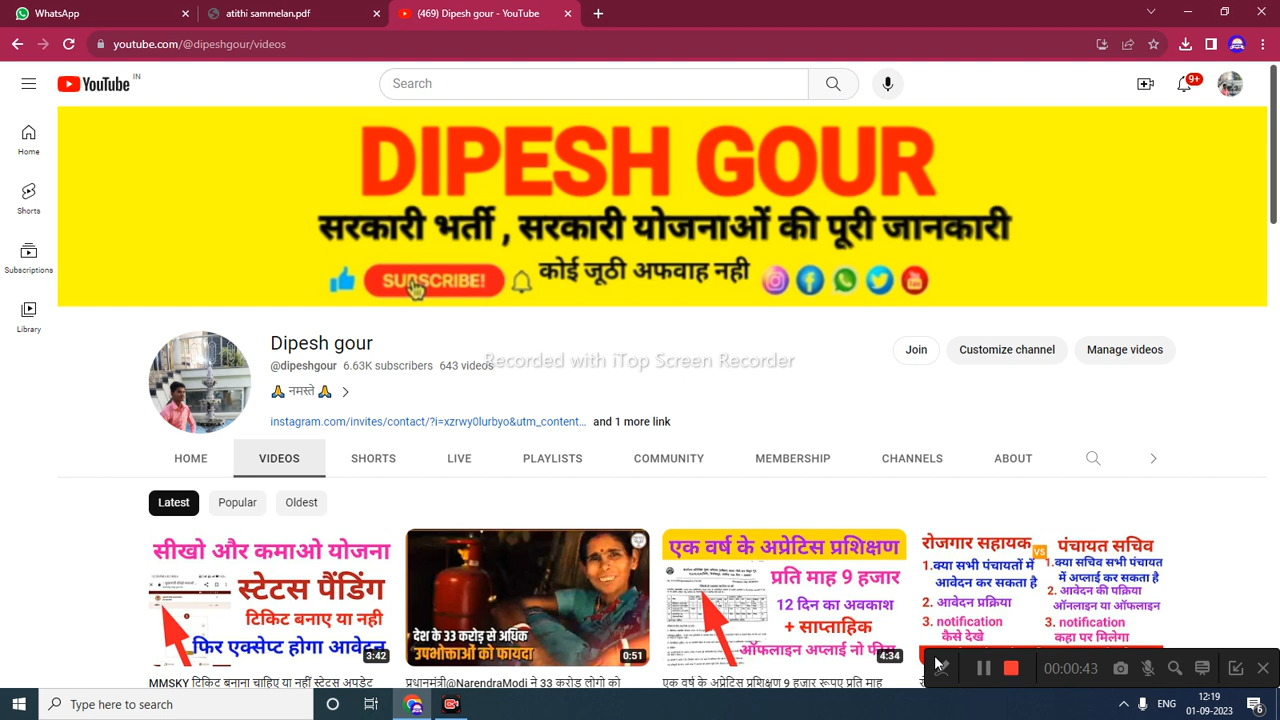 WhatsApp
atithi samelan.pdf
(469) Dipesh gour - YouTube
youtube.com/@dipeshgour/videos
YouTube IN
Search
9+
Home
Shorts
Subscriptions
Library
DIPESH GOUR
सरकारी भर्ती , सरकारी योजनाओं की पूरी जानकारी
SUBSCRIBE!
कोई जूठी अफवाह नही
Dipesh gour
@dipeshgour 6.63K subscribers 643 videos
Recorded with iTop Screen Recorder
Join
Customize channel
Manage videos
🙏 नमस्ते 🙏
instagram.com/invites/contact/?i=xzrwy0lurbyo&utm_content... and 1 more link
HOME VIDEOS SHORTS LIVE PLAYLISTS COMMUNITY MEMBERSHIP CHANNELS ABOUT
Latest Popular Oldest
सीखो और कमाओ योजना
स्टेटस पैंडिंग
टिकिट बनाए या नही
फिर एक्सेप्ट होगा आवेदन
3:42
MMSKY टिकिट बनाना चाहिए या नहीं स्टेटस अपडेट
देश के 33 करोड़ से अधिक
उपभोक्ताओं को फायदा
0:51
प्रधानमंत्री@NarendraModi ने 33 करोड लोगो को
एक वर्ष के अप्रेटिस प्रशिक्षण
प्रति माह 9 हजार
12 दिन का अवकाश
+ साप्ताहिक
ऑफलाइन अप्लाई नो फी
4:34
एक वर्ष के अप्रेटिस प्रशिक्षण 9 हजार रूपए प्रति माह
रोजगार सहायक
VS
पंचायत सचिव
1.क्या सभी पंचायतों में
आवेदन कर सकता है
2. आवेदन प्रक्रिया
3. notification
कैसे देखे
1.क्या सचिव सभी पंचायत
में अप्लाई कर सकता है
2. आवेदन की पक्रिया
ऑनलाइन या ऑफलाइन
3. notification
कहा पर मिलेगा
00:00:43
Type here to search
ENG
12:19
01-09-2023
6